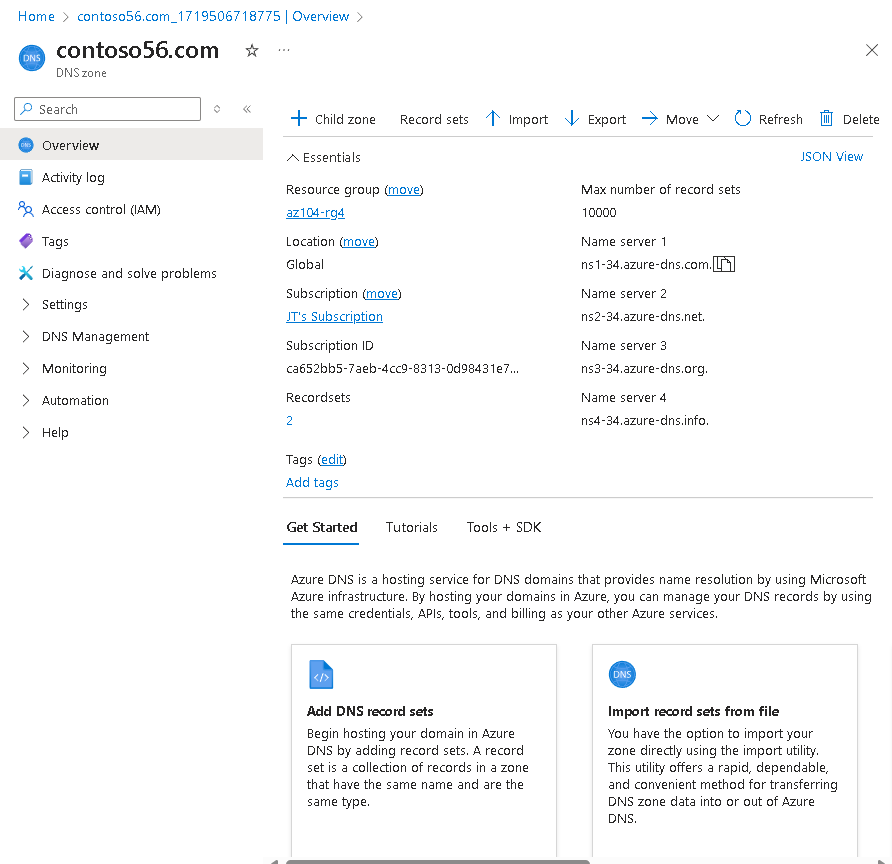 Home > contoso56.com_1719506718775 | Overview >
DNS
contoso56.com
DNS zone
Search
Overview
Activity log
Access control (IAM)
Tags
Diagnose and solve problems
Settings
DNS Management
Monitoring
Automation
Help
Child zone
Record sets
Import
Export
Move
Refresh
Delete
Essentials
JSON View
Resource group (move)
az104-rg4
Location (move)
Global
Subscription (move)
JT's Subscription
Subscription ID
ca652bb5-7aeb-4cc9-8313-0d98431e7...
Recordsets
2
Max number of record sets
10000
Name server 1
ns1-34.azure-dns.com.
Name server 2
ns2-34.azure-dns.net.
Name server 3
ns3-34.azure-dns.org.
Name server 4
ns4-34.azure-dns.info.
Tags (edit)
Add tags
Get Started
Tutorials
Tools + SDK
Azure DNS is a hosting service for DNS domains that provides name resolution by using Microsoft
Azure infrastructure. By hosting your domains in Azure, you can manage your DNS records by using
the same credentials, APIs, tools, and billing as your other Azure services.
Add DNS record sets
Begin hosting your domain in Azure
DNS by adding record sets. A record
set is a collection of records in a zone
that have the same name and are the
same type.
DNS
Import record sets from file
You have the option to import your
zone directly using the import utility.
This utility offers a rapid, dependable,
and convenient method for transferring
DNS zone data into or out of Azure
DNS.